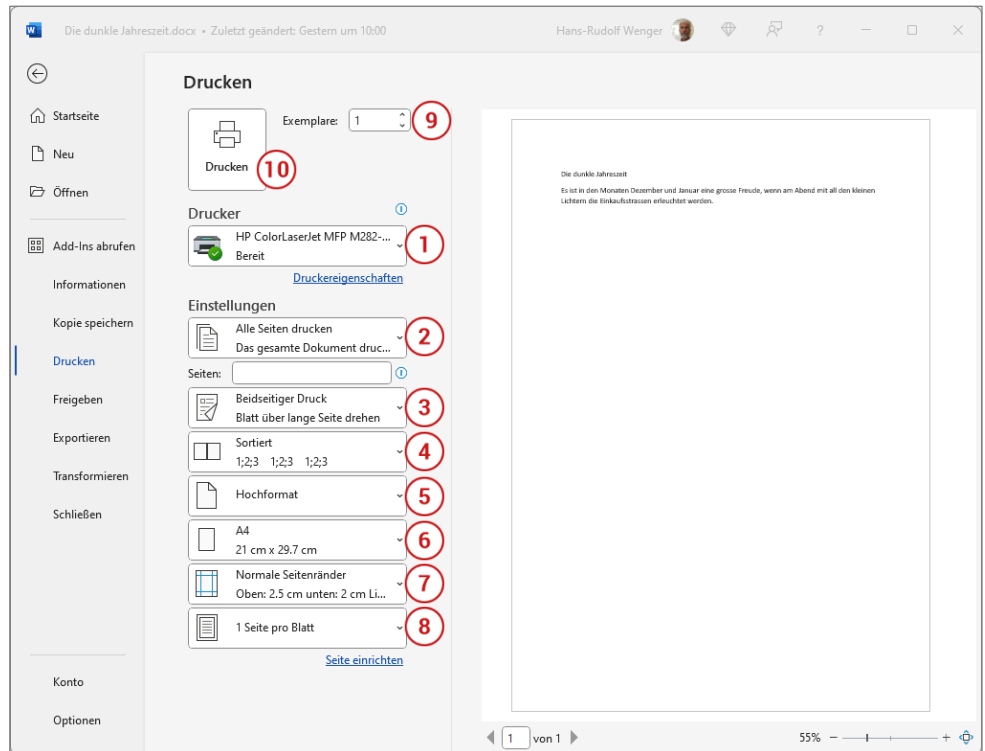 W Die dunkle Jahreszeit.docx • Zuletzt geändert: Gestern um 10:00 Hans-Rudolf Wenger ?
Drucken
Startseite
Neu
Öffnen
Add-Ins abrufen
Informationen
Kopie speichern
Drucken
Freigeben
Exportieren
Transformieren
Schließen
Konto
Optionen
Exemplare: 1 9
Drucken 10
Drucker
HP ColorLaserJet MFP M282-...
Bereit
1
Druckereigenschaften
Einstellungen
Alle Seiten drucken
Das gesamte Dokument druc...
2
Seiten:
Beidseitiger Druck
Blatt über lange Seite drehen
3
Sortiert
1;2;3 1;2;3 1;2;3
4
Hochformat
5
A4
21 cm x 29.7 cm
6
Normale Seitenränder
Oben: 2.5 cm unten: 2 cm Li...
7
1 Seite pro Blatt
8
Seite einrichten
Die dunkle Jahreszeit
Es ist in den Monaten Dezember und Januar eine grosse Freude, wenn am Abend mit all den kleinen
Lichtern die Einkaufsstrassen erleuchtet werden.
1 von 1
55% − +